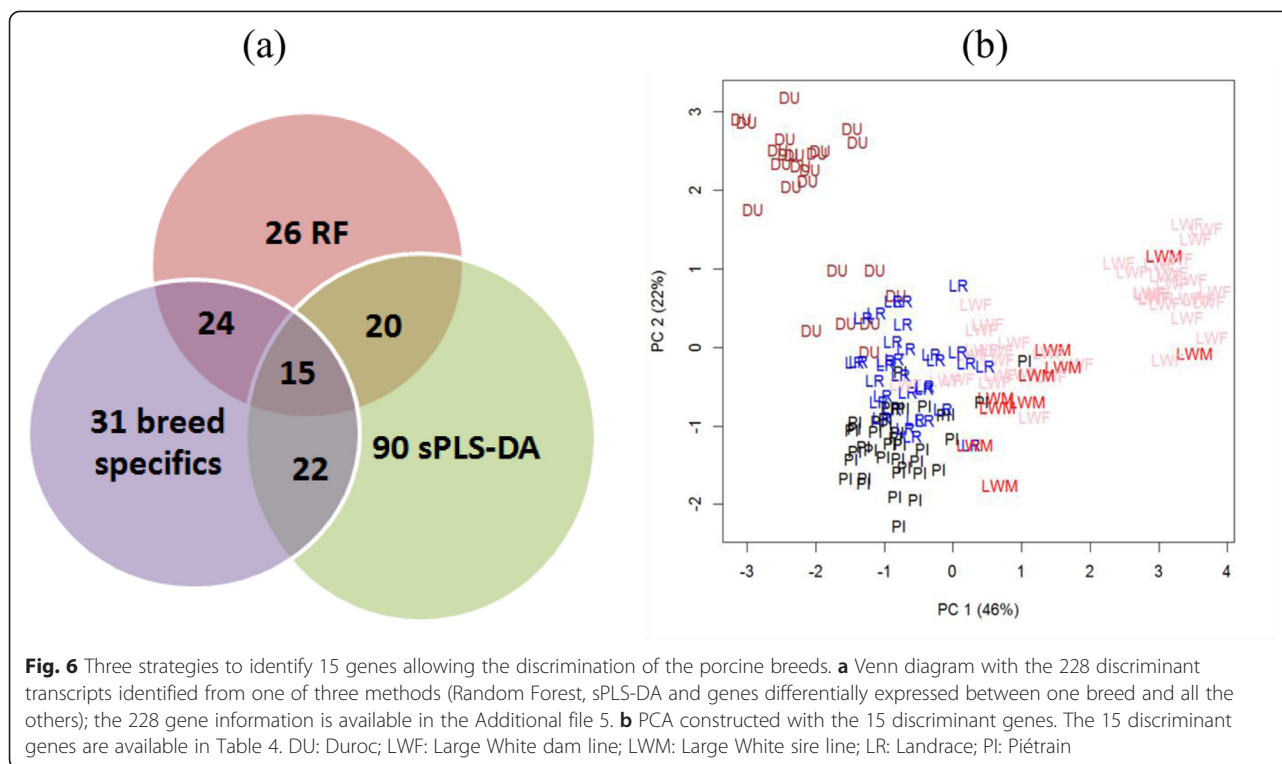 (a)
(b)
26 RF
24
20
15
31 breed
specifics
22
90 sPLS-DA
PC 2 (22%)
3
2
1
0
-1
-2
-3
-2
-1
0
1
2
3
4
PC 1 (46%)
DU
LWF
LWM
LR
PI
Fig. 6 Three strategies to identify 15 genes allowing the discrimination of the porcine breeds. a Venn diagram with the 228 discriminant
transcripts identified from one of three methods (Random Forest, sPLS-DA and genes differentially expressed between one breed and all the
others); the 228 gene information is available in the Additional file 5. b PCA constructed with the 15 discriminant genes. The 15 discriminant
genes are available in Table 4. DU: Duroc; LWF: Large White dam line; LWM: Large White sire line; LR: Landrace; PI: Piétrain